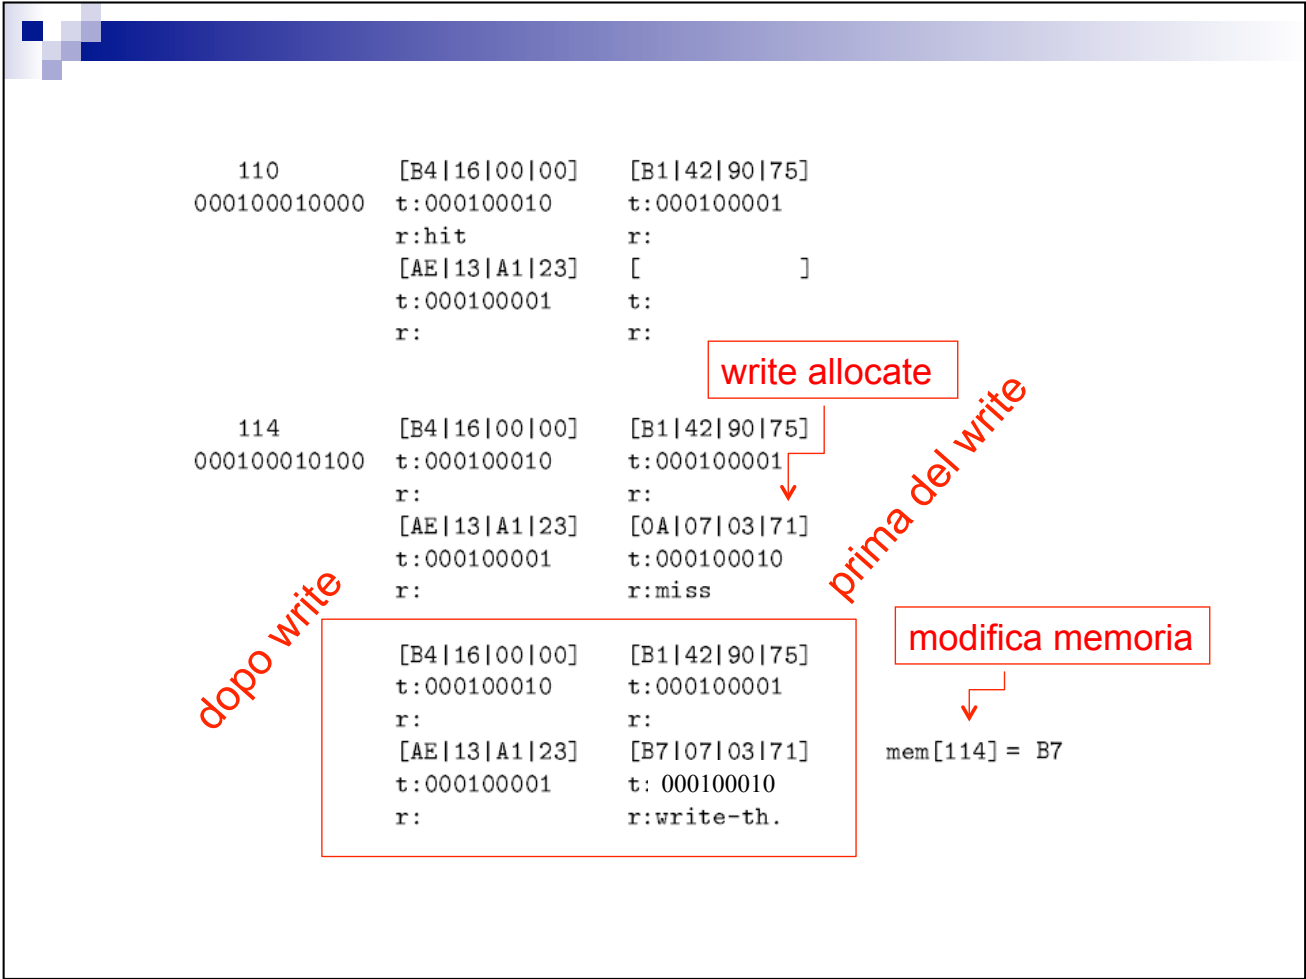 110 [B4|16|00|00] [B1|42|90|75]
000100010000 t:000100010 t:000100001
r:hit r:
[AE|13|A1|23] [ ]
t:000100001 t:
r: r:
write allocate
prima del write
114 [B4|16|00|00] [B1|42|90|75]
000100010100 t:000100010 t:000100001
r: r:
[AE|13|A1|23] [0A|07|03|71]
t:000100001 t:000100010
r: r:miss
dopo write
modifica memoria
[B4|16|00|00] [B1|42|90|75]
t:000100010 t:000100001
r: r:
[AE|13|A1|23] [B7|07|03|71] mem[114] = B7
t:000100001 t: 000100010
r: r:write-th.